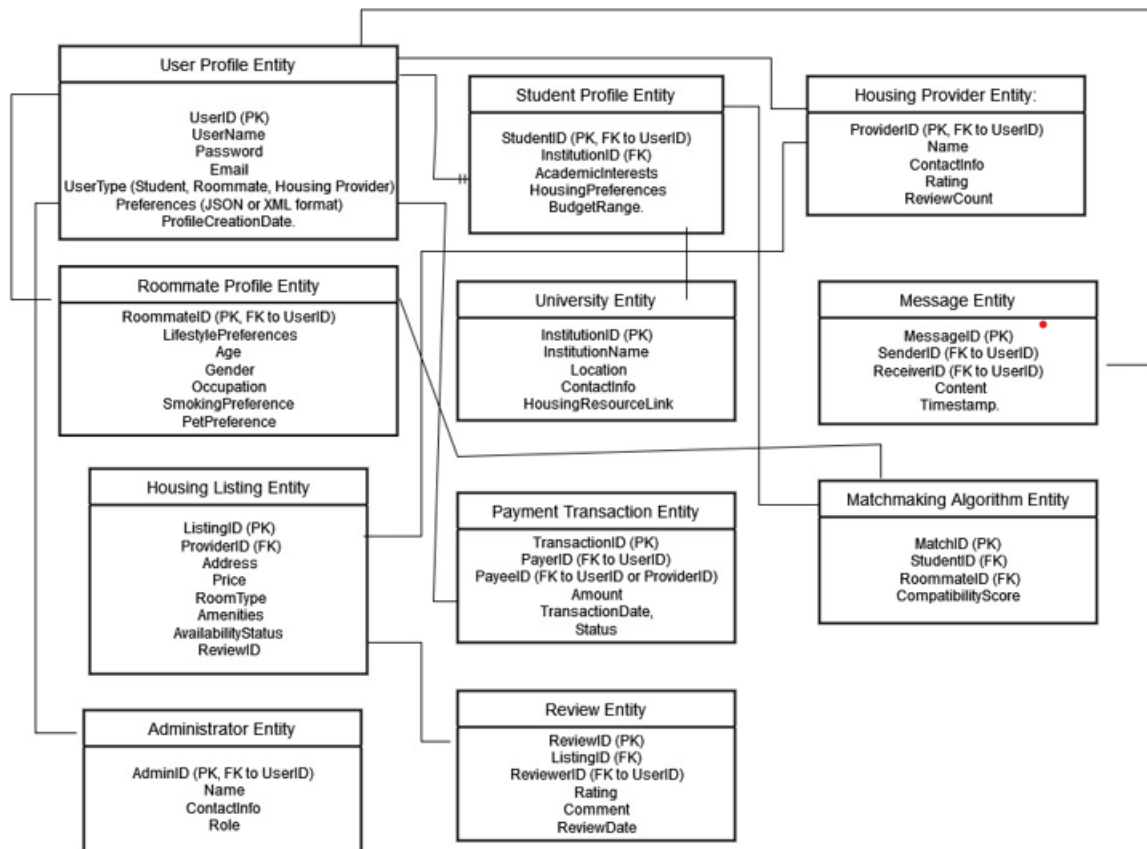 User Profile Entity
UserID (PK)
UserName
Password
Email
UserType (Student, Roommate, Housing Provider)
Preferences (JSON or XML format)
ProfileCreationDate.
Student Profile Entity
StudentID (PK, FK to UserID)
InstitutionID (FK)
AcademicInterests
HousingPreferences
BudgetRange.
Housing Provider Entity:
ProviderID (PK, FK to UserID)
Name
ContactInfo
Rating
ReviewCount
Roommate Profile Entity
RoommateID (PK, FK to UserID)
LifestylePreferences
Age
Gender
Occupation
SmokingPreference
PetPreference
University Entity
InstitutionID (PK)
InstitutionName
Location
ContactInfo
HousingResourceLink
Message Entity
MessageID (PK)
SenderID (FK to UserID)
ReceiverID (FK to UserID)
Content
Timestamp.
Housing Listing Entity
ListingID (PK)
ProviderID (FK)
Address
Price
RoomType
Amenities
AvailabilityStatus
ReviewID
Payment Transaction Entity
TransactionID (PK)
PayerID (FK to UserID)
PayeeID (FK to UserID or ProviderID)
Amount
TransactionDate,
Status
Matchmaking Algorithm Entity
MatchID (PK)
StudentID (FK)
RoommateID (FK)
CompatibilityScore
Administrator Entity
AdminID (PK, FK to UserID)
Name
ContactInfo
Role
Review Entity
ReviewID (PK)
ListingID (FK)
ReviewerID (FK to UserID)
Rating
Comment
ReviewDate